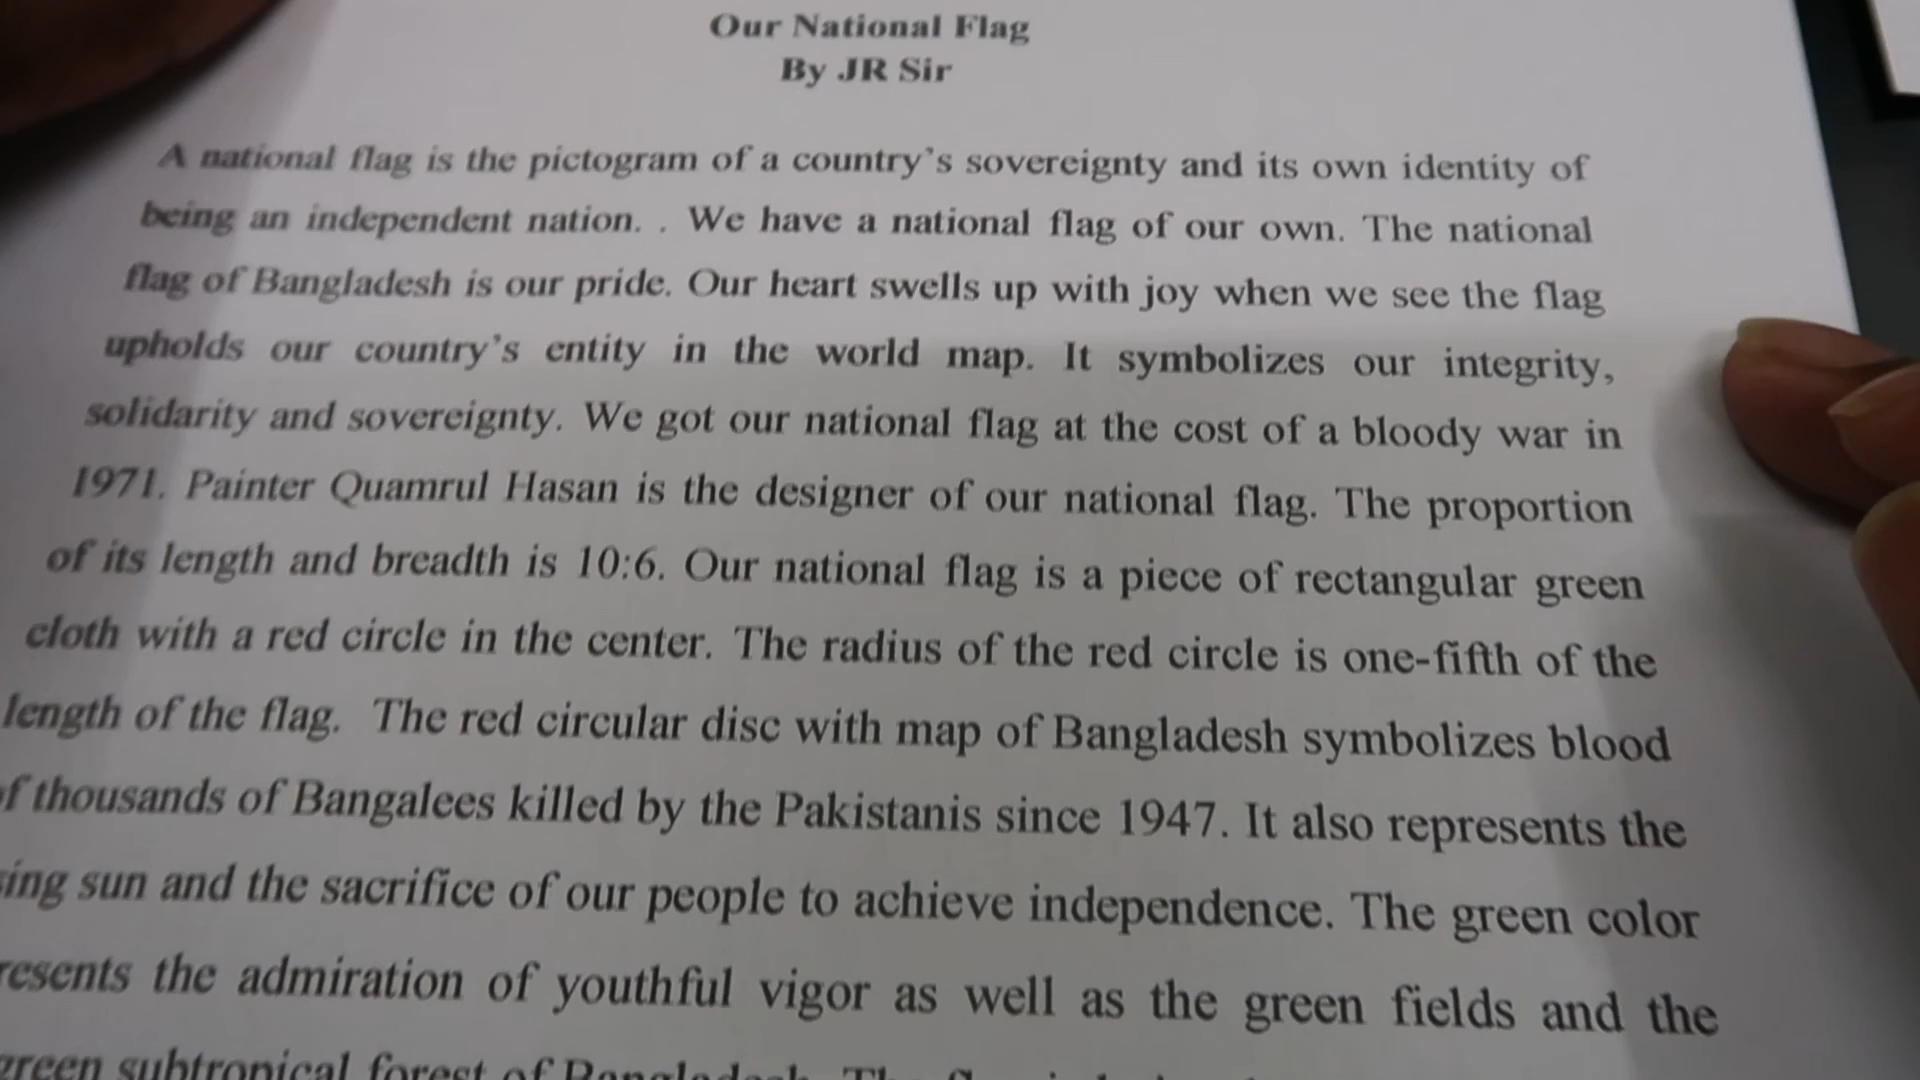 Our National Flag
By JR Sir
A national flag is the pictogram of a country's sovereignty and its own identity of
being an independent nation. . We have a national flag of our own. The national
flag of Bangladesh is our pride. Our heart swells up with joy when we see the flag
upholds our country's entity in the world map. It symbolizes our integrity,
solidarity and sovereignty. We got our national flag at the cost of a bloody war in
1971. Painter Quamrul Hasan is the designer of our national flag. The proportion
of its length and breadth is 10:6. Our national flag is a piece of rectangular green
cloth with a red circle in the center. The radius of the red circle is one-fifth of the
length of the flag. The red circular disc with map of Bangladesh symbolizes blood
thousands of Bangalees killed by the Pakistanis since 1947. It also represents the
sun and the sacrifice of our people to achieve independence. The green color
the admiration of youthful vigor as well as the green fields and the
green subtropical forest of Bangladesh. The